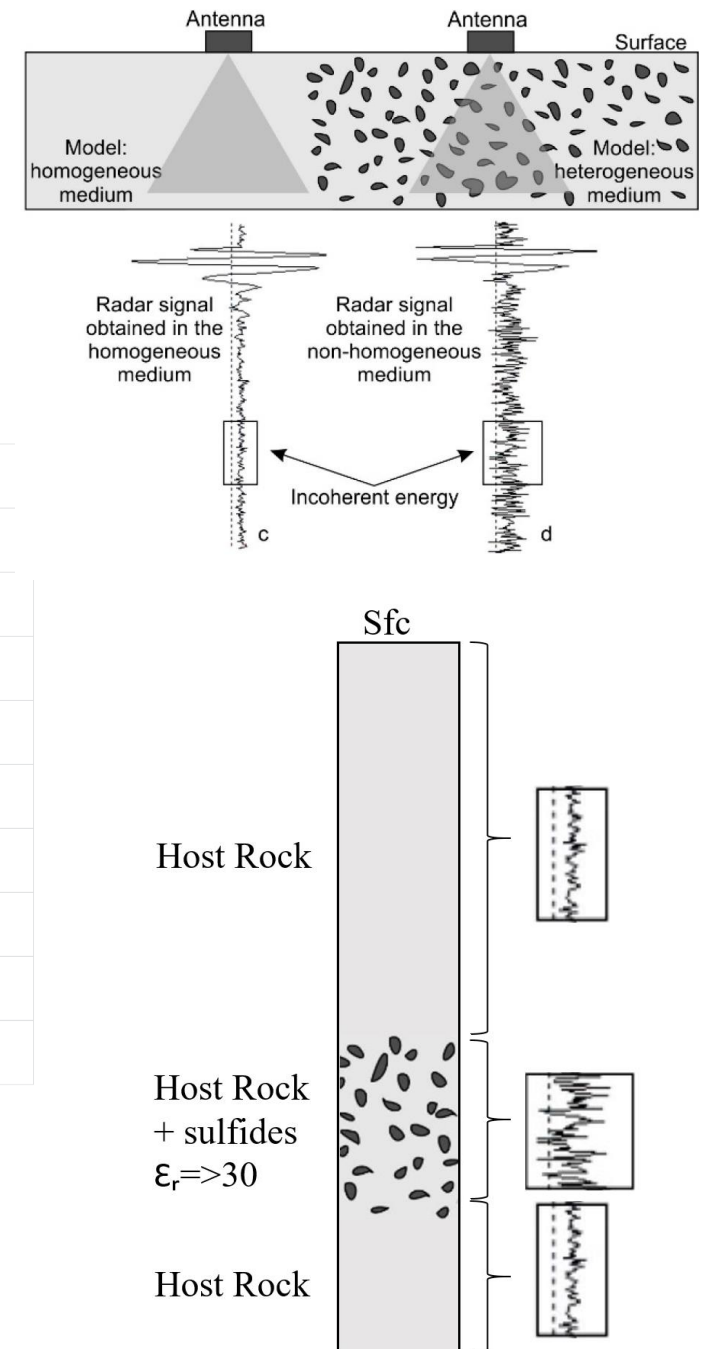 Antenna
Antenna
Surface
Model:
homogeneous
medium
Model:
heterogeneous
medium
Radar signal
obtained in the
homogeneous
medium
Radar signal
obtained in the
non-homogeneous
medium
Incoherent energy
c
d
Sfc
Host Rock
Host Rock
+ sulfides
Ɛᵣ=>30
Host Rock